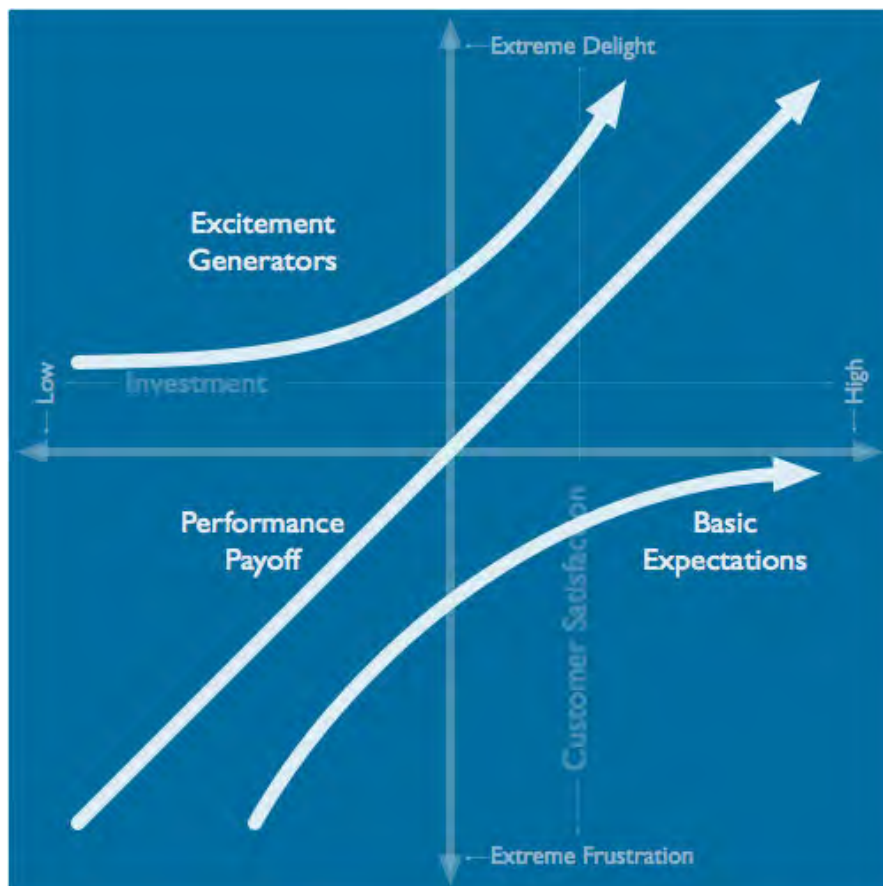 Extreme Delight
Excitement
Generators
Low
Investment
High
Performance
Payoff
Basic
Expectations
Customer Satisfaction
Extreme Frustration